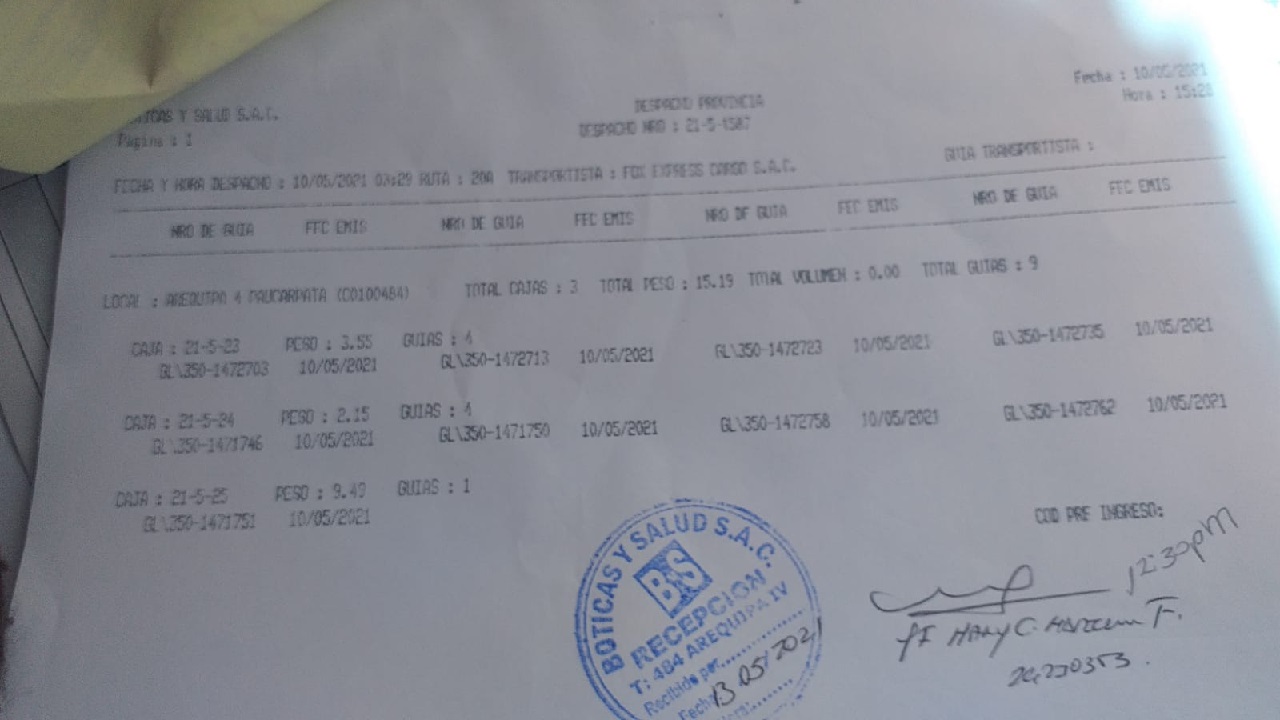 TICAS Y SALUD S.A.C.
Pagina : 1
DESPACHO PROVINCIA
DESPACHO NRO : 21-5-1587
Fecha : 10/05/2021
Hora : 15:28
GUIA TRANSPORTISTA :
FECHA Y HORA DESPACHO : 10/05/2021 03:29 RUTA : 20A TRANSPORTISTA : FOX EXPRESS CARGO S.A.C.
NRO DE GUIA FEC EMIS NRO DE GUIA FEC EMIS NRO DE GUIA FEC EMIS NRO DE GUIA FEC EMIS
LOCAL : AREQUIPA 4 PAUCARPATA (C0100484) TOTAL CAJAS : 3 TOTAL PESO : 15.19 TOTAL VOLUMEN : 0.00 TOTAL GUIAS : 9
CAJA : 21-5-23 PESO : 3.55 GUIAS : 4
GL\350-1472703 10/05/2021 GL\350-1472713 10/05/2021 GL\350-1472723 10/05/2021 GL\350-1472735 10/05/2021
CAJA : 21-5-24 PESO : 2.15 GUIAS : 4
GL\350-1471746 10/05/2021 GL\350-1471750 10/05/2021 GL\350-1472758 10/05/2021 GL\350-1472762 10/05/2021
CAJA : 21-5-25 PESO : 9.49 GUIAS : 1
GL\350-1471751 10/05/2021
COD PRE INGRESO:
BOTICAS Y SALUD S.A.C.
BS
RECEPCION
T: 484 AREQUIPA IV
Recibido por
Fecha 13 05/2021
Hora:
12:30pm
QF Mary C.